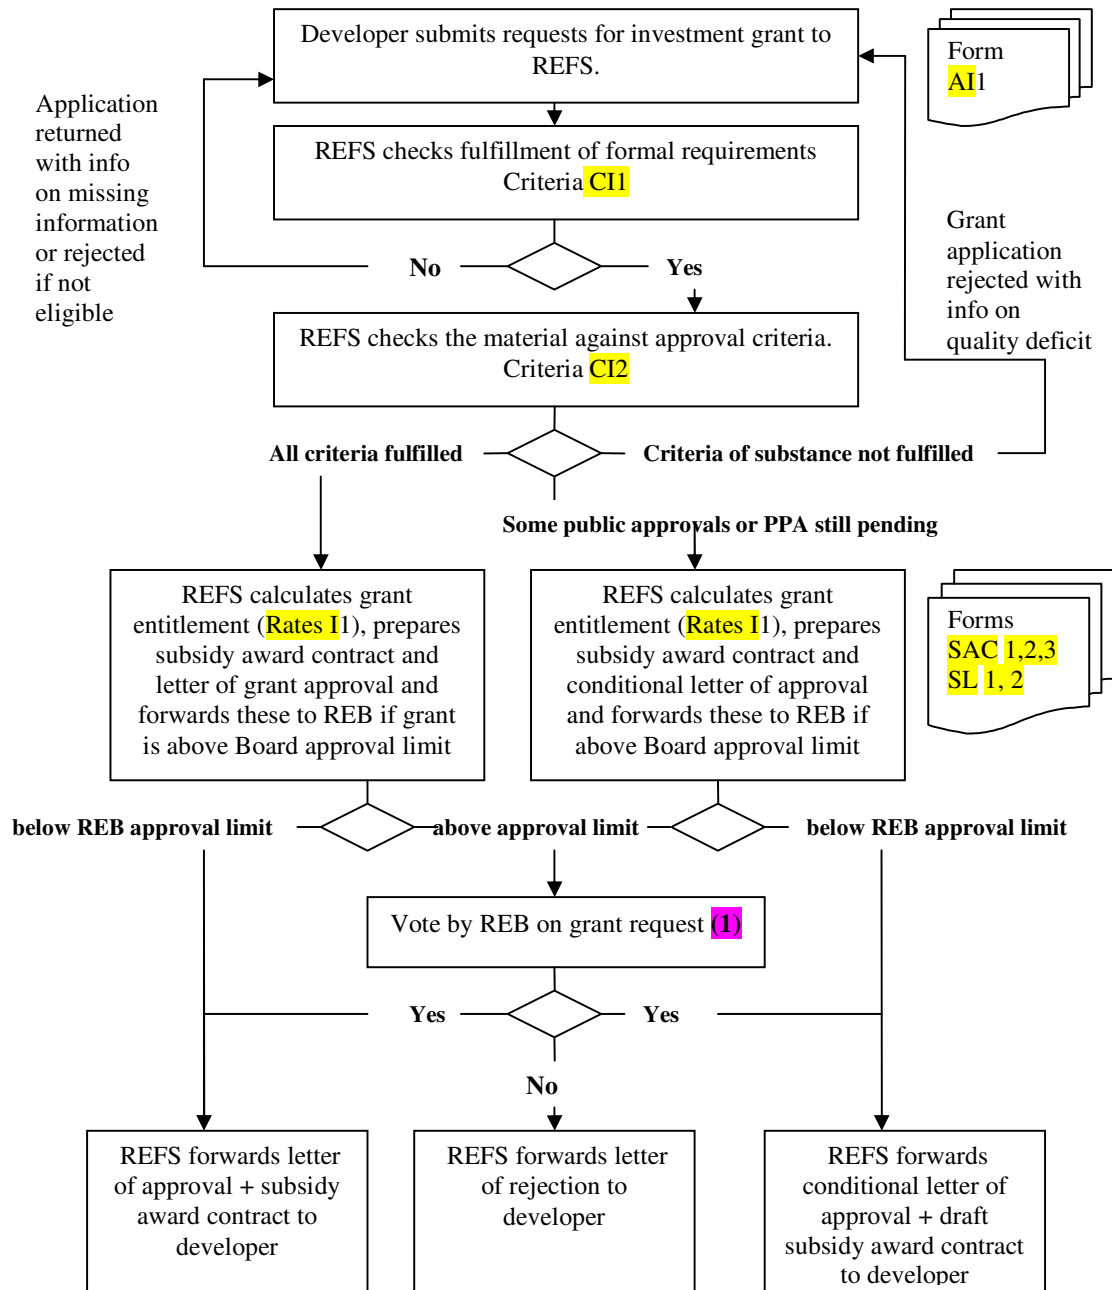 Developer submits requests for investment grant to
REFS.
Form
AI1
Application
returned
with info
on missing
information
or rejected
if not
eligible
REFS checks fulfillment of formal requirements
Criteria CI1
No
Yes
Grant
application
rejected with
info on
quality deficit
REFS checks the material against approval criteria.
Criteria CI2
All criteria fulfilled
Criteria of substance not fulfilled
Some public approvals or PPA still pending
REFS calculates grant
entitlement (Rates I1), prepares
subsidy award contract and
letter of grant approval and
forwards these to REB if grant
is above Board approval limit
REFS calculates grant
entitlement (Rates I1), prepares
subsidy award contract and
conditional letter of approval
and forwards these to REB if
above Board approval limit
Forms
SAC 1,2,3
SL 1, 2
below REB approval limit
above approval limit
below REB approval limit
Vote by REB on grant request (1)
Yes
Yes
No
REFS forwards letter
of approval + subsidy
award contract to
developer
REFS forwards letter
of rejection to
developer
REFS forwards
conditional letter of
approval + draft
subsidy award contract
to developer